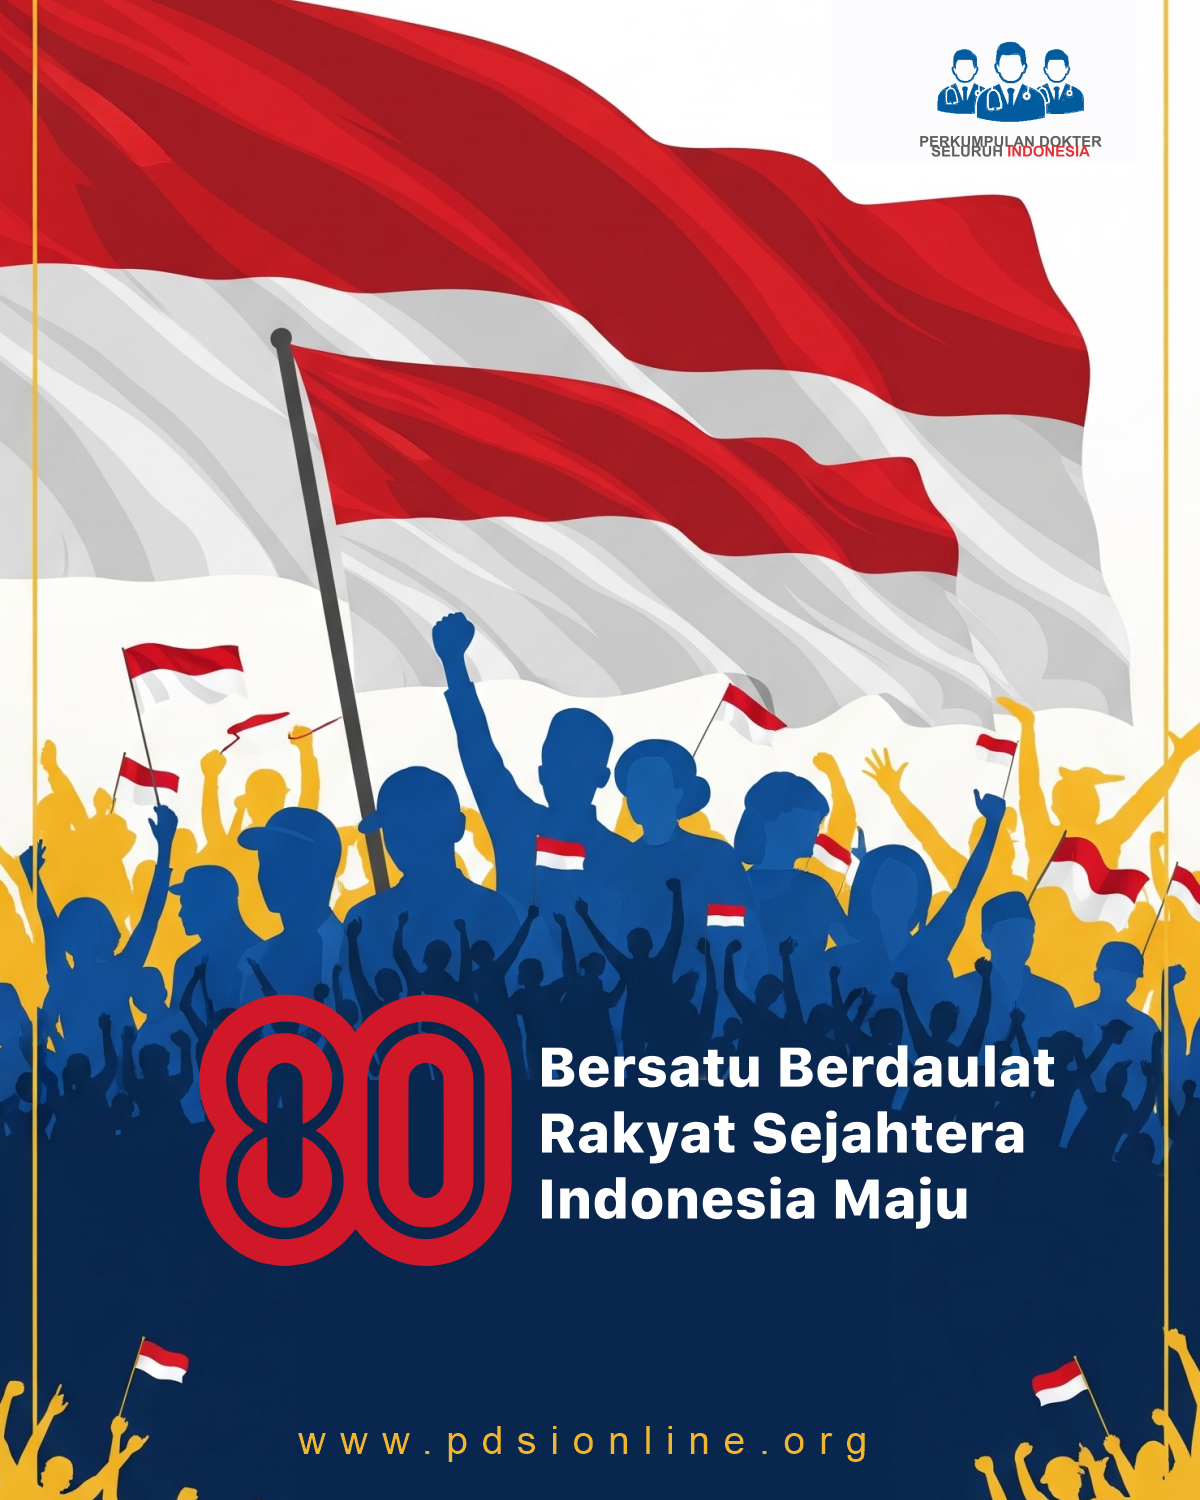 PERKUMPULAN DOKTER
SELURUH INDONESIA
80
Bersatu Berdaulat
Rakyat Sejahtera
Indonesia Maju
www.pdsionline.org